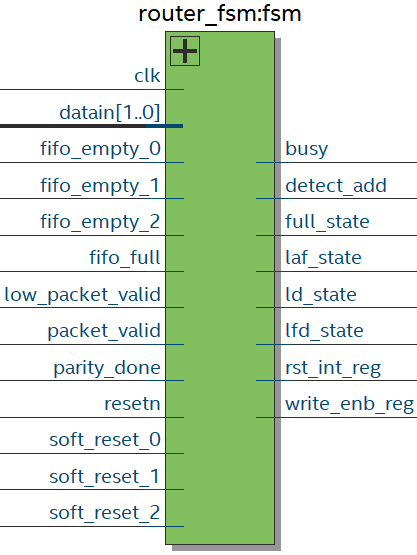 router_fsm:fsm
clk
datain[1..0]
fifo_empty_0
busy
fifo_empty_1
detect_add
fifo_empty_2
full_state
fifo_full
laf_state
low_packet_valid
ld_state
packet_valid
lfd_state
parity_done
rst_int_reg
resetn
write_enb_reg
soft_reset_0
soft_reset_1
soft_reset_2